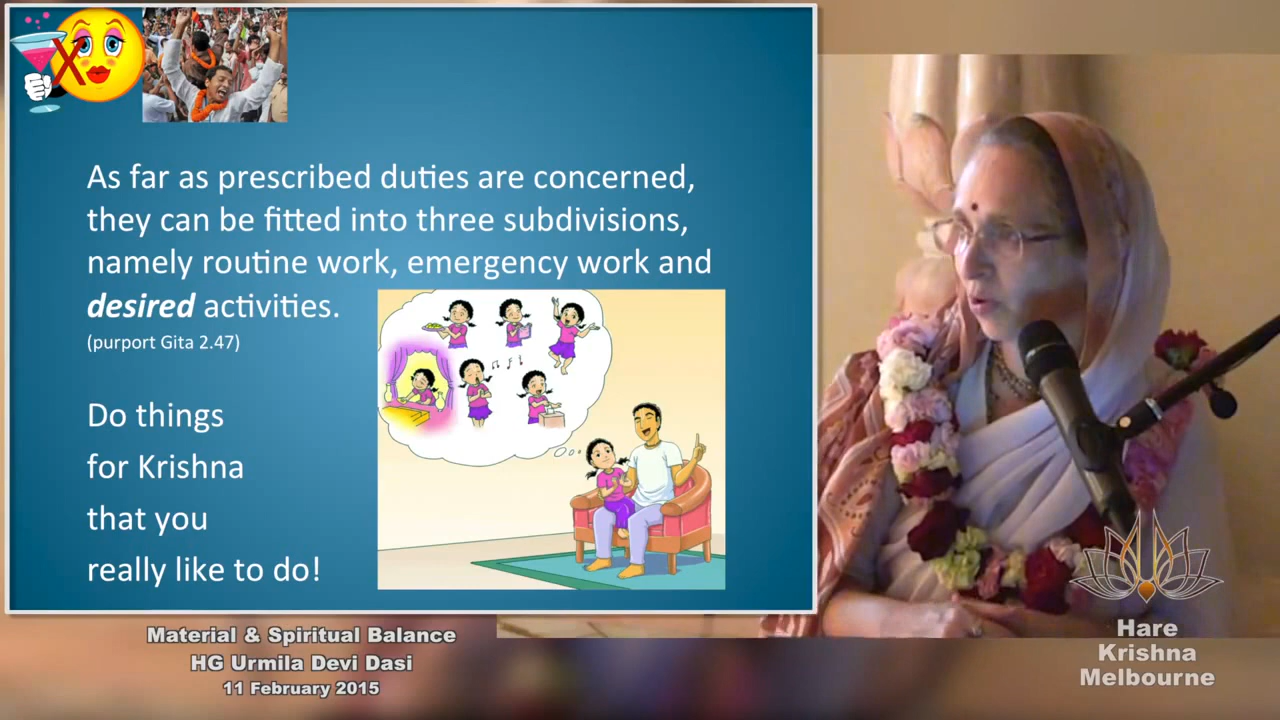 As far as prescribed duties are concerned,
they can be fitted into three subdivisions,
namely routine work, emergency work and
desired activities.
(purport Gita 2.47)
Do things
for Krishna
that you
really like to do!
Material & Spiritual Balance
HG Urmila Devi Dasi
11 February 2015
Hare
Krishna
Melbourne